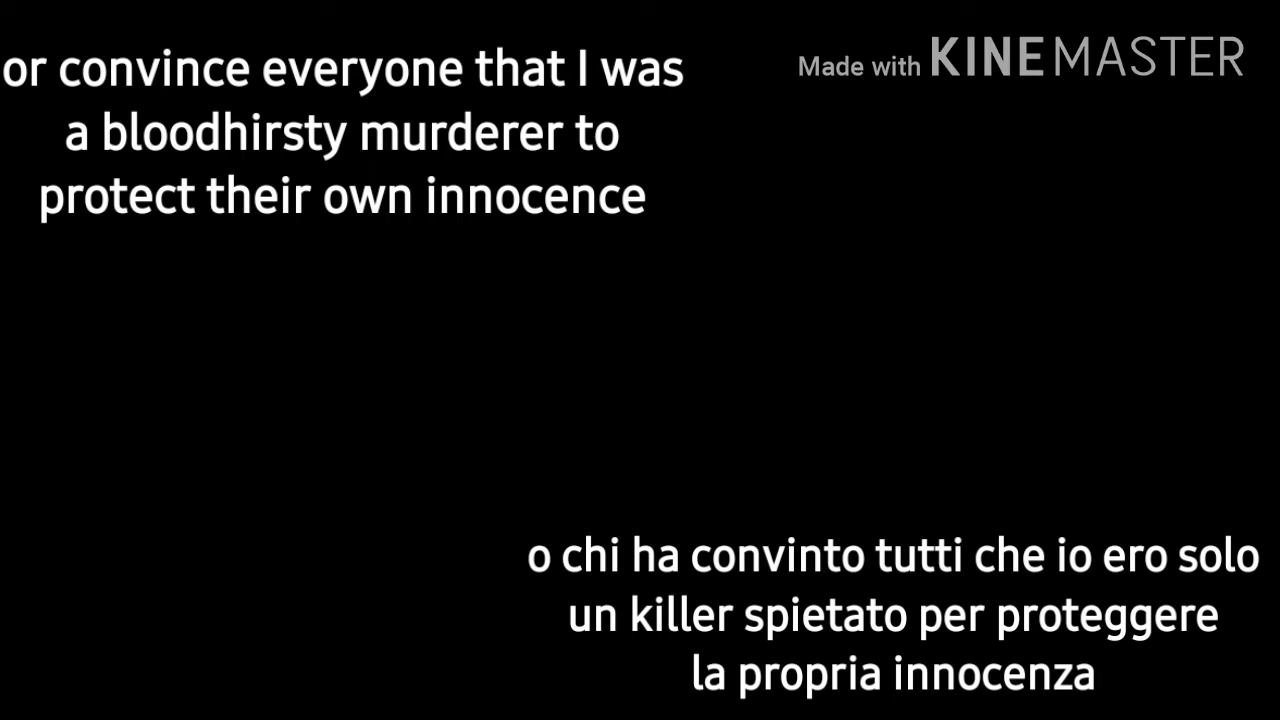 or convince everyone that I was
a bloodhirsty murderer to
protect their own innocence
Made with KINEMASTER
o chi ha convinto tutti che io ero solo
un killer spietato per proteggere
la propria innocenza